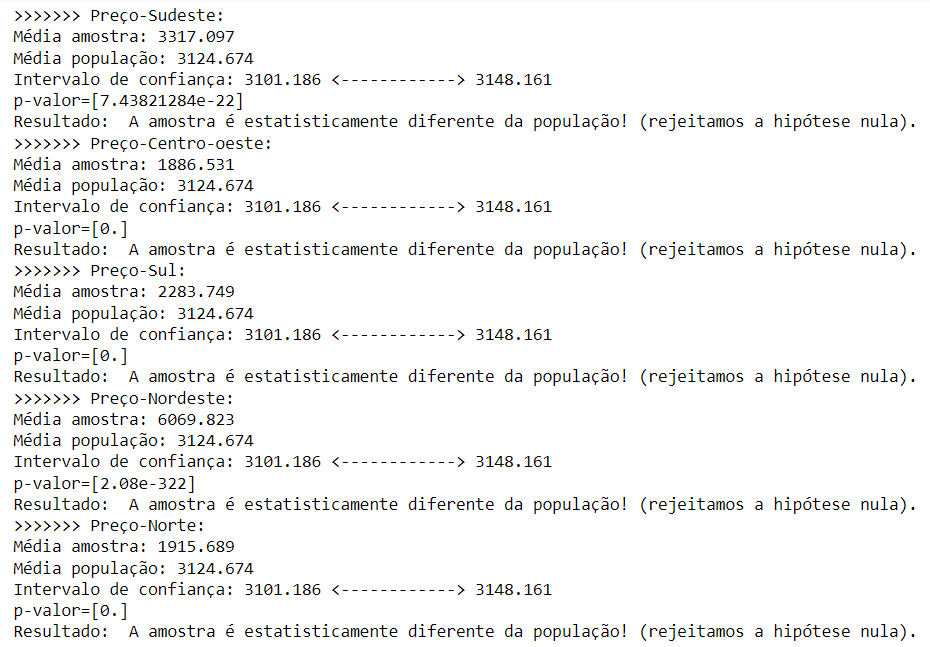 >>>>>>> Preço-Sudeste:
Média amostra: 3317.097
Média população: 3124.674
Intervalo de confiança: 3101.186 <------------> 3148.161
p-valor=[7.43821284e-22]
Resultado:  A amostra é estatisticamente diferente da população! (rejeitamos a hipótese nula).
>>>>>>> Preço-Centro-oeste:
Média amostra: 1886.531
Média população: 3124.674
Intervalo de confiança: 3101.186 <------------> 3148.161
p-valor=[0.]
Resultado:  A amostra é estatisticamente diferente da população! (rejeitamos a hipótese nula).
>>>>>>> Preço-Sul:
Média amostra: 2283.749
Média população: 3124.674
Intervalo de confiança: 3101.186 <------------> 3148.161
p-valor=[0.]
Resultado:  A amostra é estatisticamente diferente da população! (rejeitamos a hipótese nula).
>>>>>>> Preço-Nordeste:
Média amostra: 6069.823
Média população: 3124.674
Intervalo de confiança: 3101.186 <------------> 3148.161
p-valor=[2.08e-322]
Resultado:  A amostra é estatisticamente diferente da população! (rejeitamos a hipótese nula).
>>>>>>> Preço-Norte:
Média amostra: 1915.689
Média população: 3124.674
Intervalo de confiança: 3101.186 <------------> 3148.161
p-valor=[0.]
Resultado:  A amostra é estatisticamente diferente da população! (rejeitamos a hipótese nula).